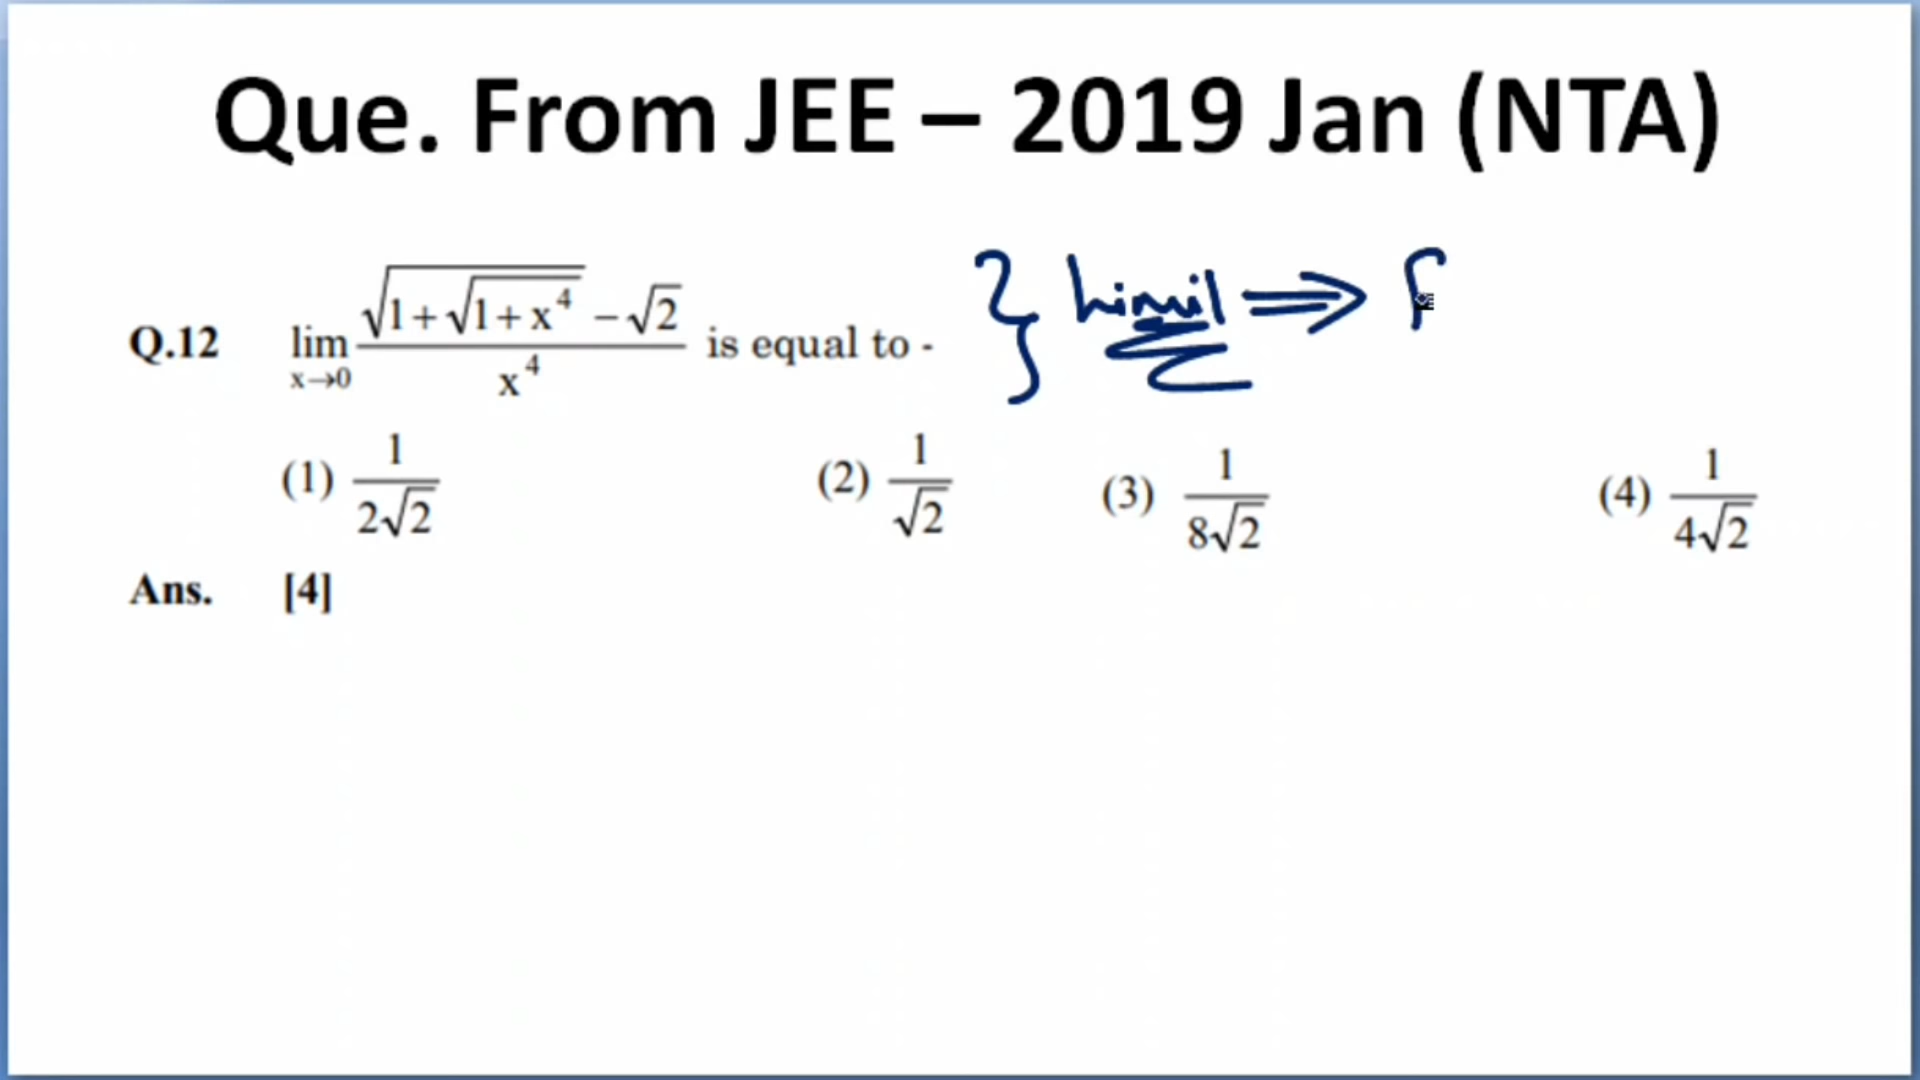 Que. From JEE – 2019 Jan (NTA)
Q.12 lim x→0 (√(1+√(1+x⁴)) − √2) / x⁴ is equal to -
(1) 1/(2√2) (2) 1/√2 (3) 1/(8√2) (4) 1/(4√2)
Ans. [4]